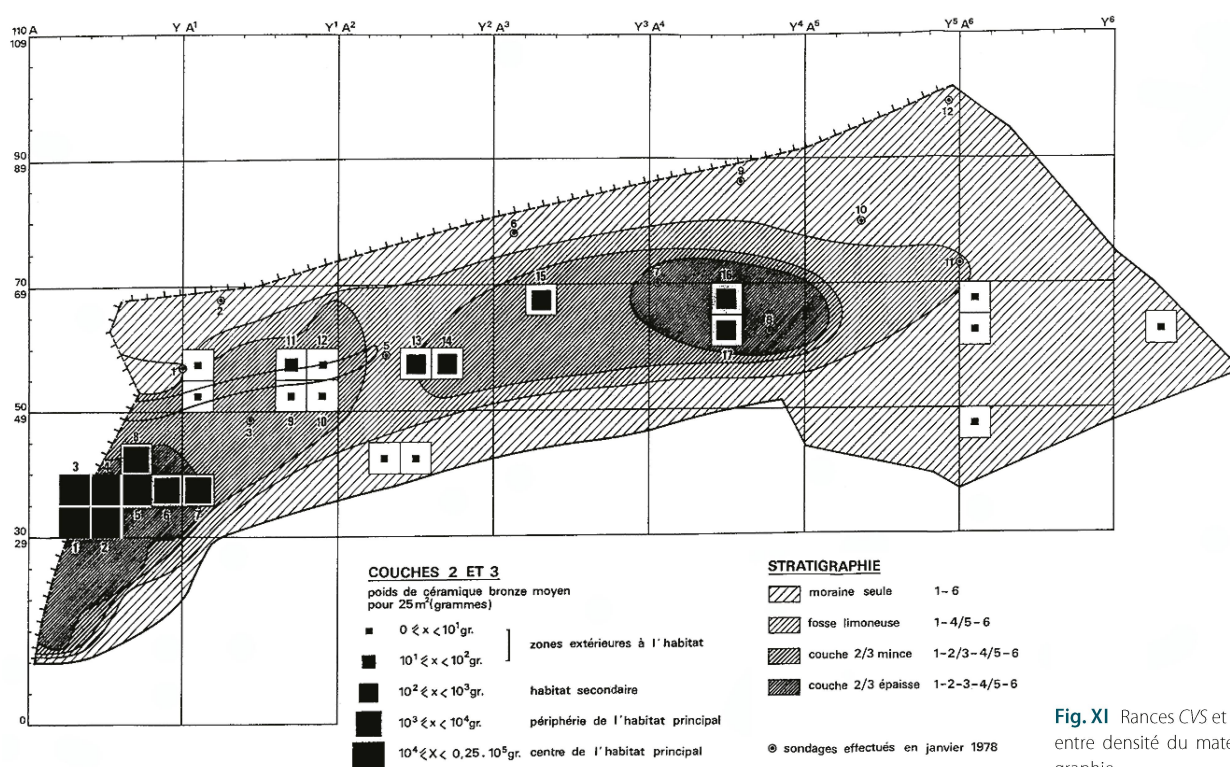 110 A Y A¹ Y¹ A² Y² A³ Y³ A⁴ Y⁴ A⁵ Y⁵ A⁶ Y⁶
109
12
90
89
9
10
6
11
7
70
69
15
16
2
8
17
11 12
13 14
5
1
50
49
3
9 10
8
3
5 6 7
30
29
1 2
0
COUCHES 2 ET 3
poids de céramique bronze moyen
pour 25 m² (grammes)
0 ⩽ x < 10¹gr.
10¹ ⩽ x < 10²gr.
zones extérieures à l'habitat
10² ⩽ x < 10³gr. habitat secondaire
10³ ⩽ x < 10⁴gr. périphérie de l'habitat principal
10⁴ ⩽ x < 0,25.10⁵gr. centre de l'habitat principal
STRATIGRAPHIE
moraine seule 1-6
fosse limoneuse 1-4/5-6
couche 2/3 mince 1-2/3-4/5-6
couche 2/3 épaisse 1-2-3-4/5-6
sondages effectués en janvier 1978
Fig. XI Rances CVS et
entre densité du